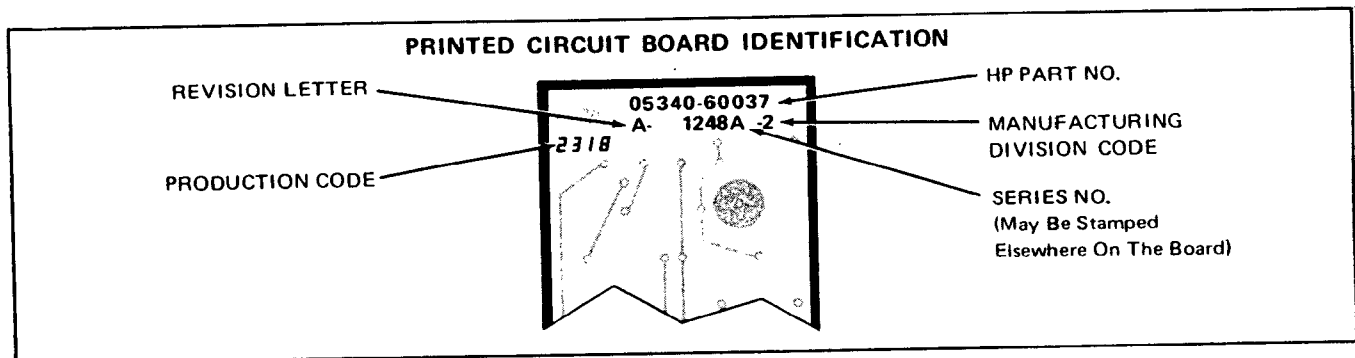 PRINTED CIRCUIT BOARD IDENTIFICATION
REVISION LETTER
HP PART NO.
05340-60037
A- 1248A -2
MANUFACTURING
DIVISION CODE
2318
PRODUCTION CODE
SERIES NO.
(May Be Stamped
Elsewhere On The Board)